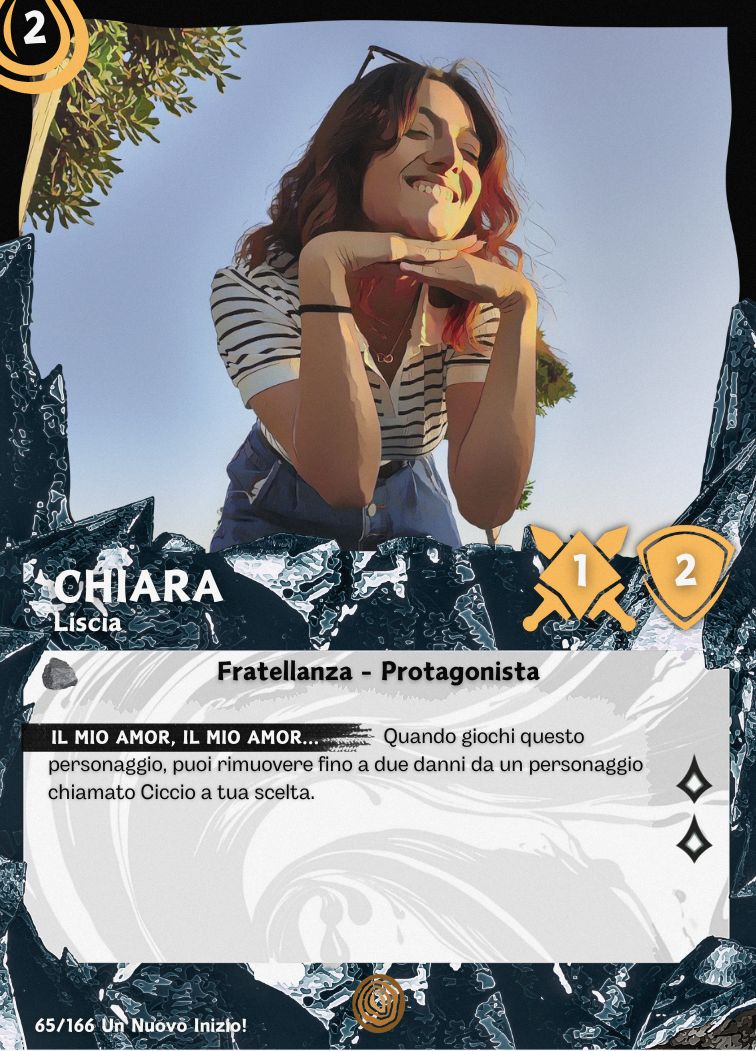 2
CHIARA
Liscia
1
2
Fratellanza - Protagonista
IL MIO AMOR, IL MIO AMOR... Quando giochi questo
personaggio, puoi rimuovere fino a due danni da un personaggio
chiamato Ciccio a tua scelta.
65/166 Un Nuovo Inizio!